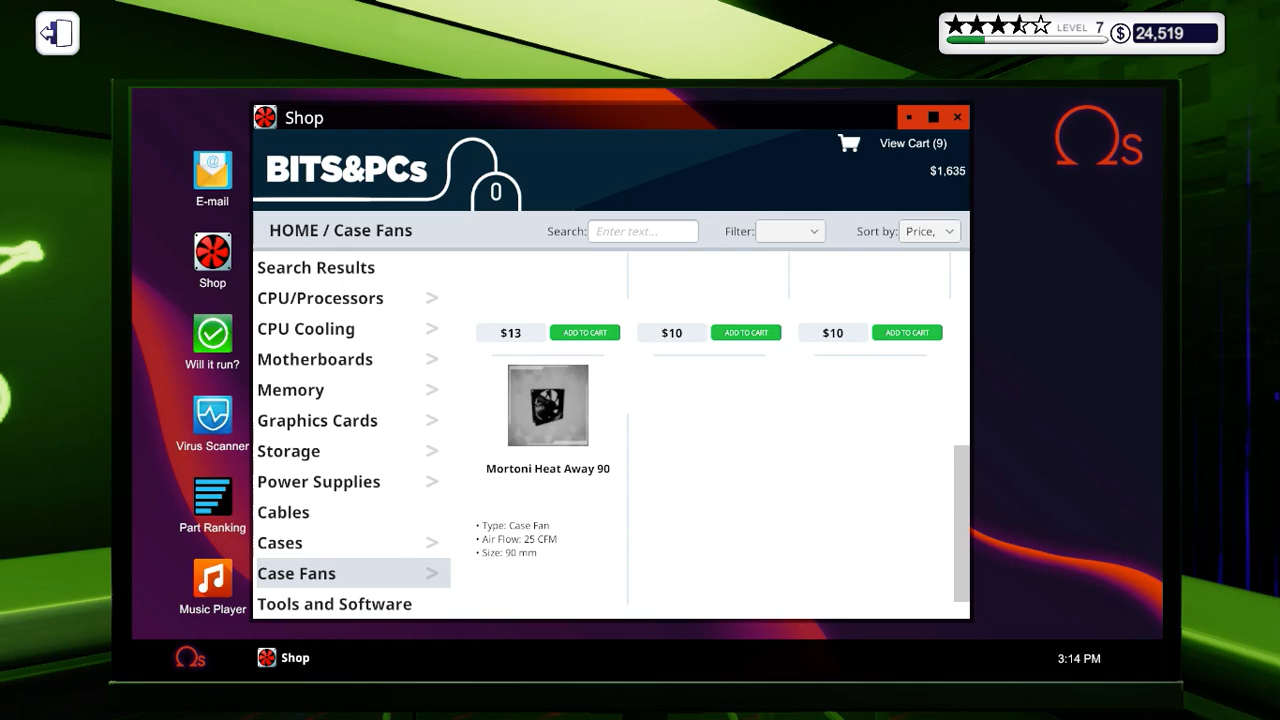 LEVEL 7
$ 24,519
Shop
BITS&PCs
View Cart (9)
$1,635
HOME / Case Fans
Search:
Enter text...
Filter:
Sort by:
Price,
E-mail
Shop
Will it run?
Virus Scanner
Part Ranking
Music Player
Search Results
CPU/Processors >
CPU Cooling >
Motherboards >
Memory >
Graphics Cards >
Storage >
Power Supplies >
Cables
Cases >
Case Fans >
Tools and Software
$13 ADD TO CART
$10 ADD TO CART
$10 ADD TO CART
Mortoni Heat Away 90
• Type: Case Fan
• Air Flow: 25 CFM
• Size: 90 mm
Ωs
Ωs
Shop
3:14 PM